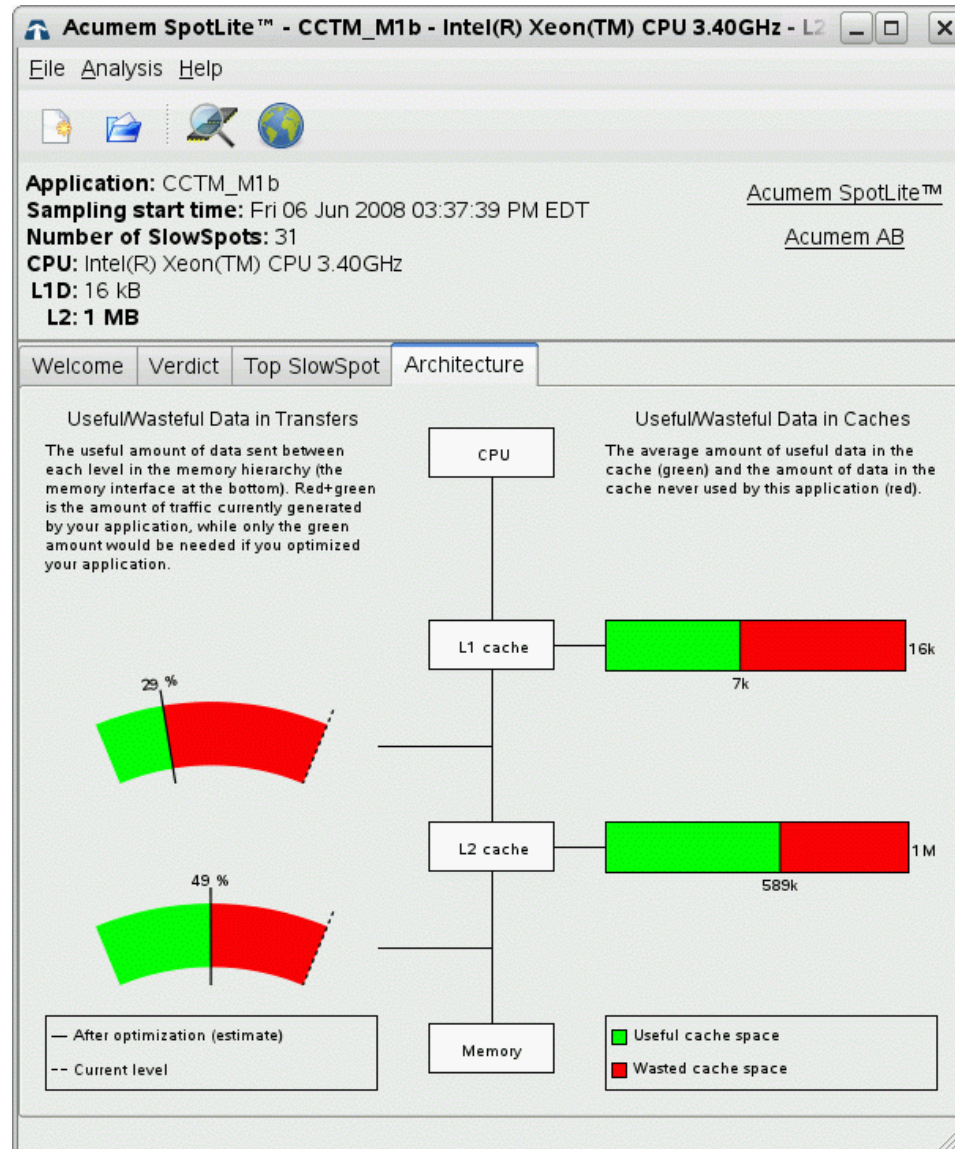 Acumem SpotLite™ - CCTM_M1b - Intel(R) Xeon(TM) CPU 3.40GHz - L2
File Analysis Help
Application: CCTM_M1b
Sampling start time: Fri 06 Jun 2008 03:37:39 PM EDT
Number of SlowSpots: 31
CPU: Intel(R) Xeon(TM) CPU 3.40GHz
L1D: 16 kB
L2: 1 MB
Acumem SpotLite™
Acumem AB
Welcome Verdict Top SlowSpot Architecture
Useful/Wasteful Data in Transfers
The useful amount of data sent between
each level in the memory hierarchy (the
memory interface at the bottom). Red+green
is the amount of traffic currently generated
by your application, while only the green
amount would be needed if you optimized
your application.
CPU
Useful/Wasteful Data in Caches
The average amount of useful data in the
cache (green) and the amount of data in the
cache never used by this application (red).
L1 cache
16k
7k
29 %
L2 cache
1M
589k
49 %
After optimization (estimate)
Current level
Memory
Useful cache space
Wasted cache space